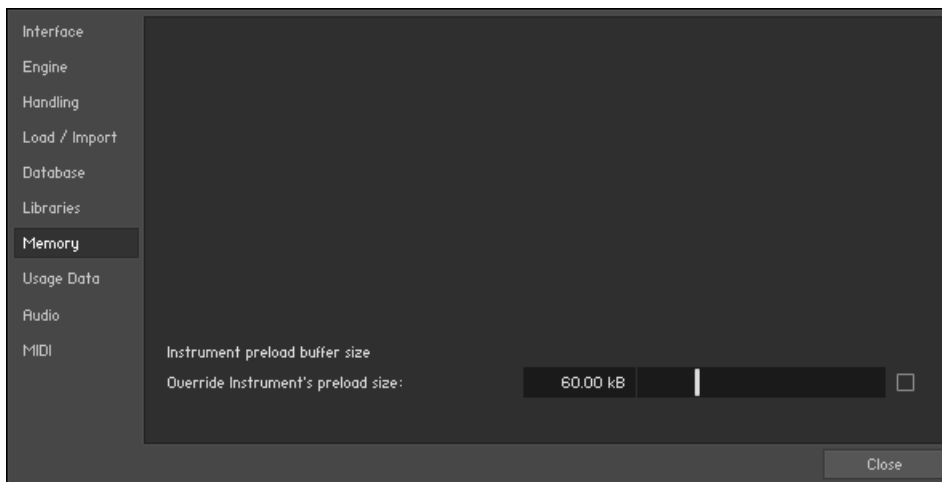 Interface
Engine
Handling
Load / Import
Database
Libraries
Memory
Usage Data
Audio
MIDI
Instrument preload buffer size
Override Instrument's preload size: 60.00 kB
Close